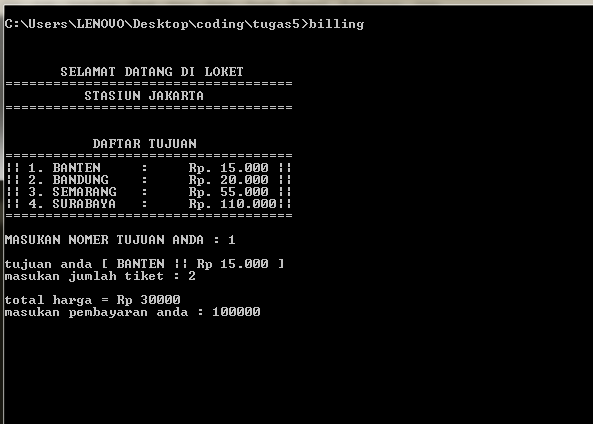 C:\Users\LENOVO\Desktop\coding\tugas5>billing
SELAMAT DATANG DI LOKET
====================================
STASIUN JAKARTA
====================================
DAFTAR TUJUAN
====================================
|| 1. BANTEN     :     Rp. 15.000 ||
|| 2. BANDUNG    :     Rp. 20.000 ||
|| 3. SEMARANG   :     Rp. 55.000 ||
|| 4. SURABAYA   :     Rp. 110.000||
====================================
MASUKAN NOMER TUJUAN ANDA : 1
tujuan anda [ BANTEN || Rp 15.000 ]
masukan jumlah tiket : 2
total harga = Rp 30000
masukan pembayaran anda : 100000